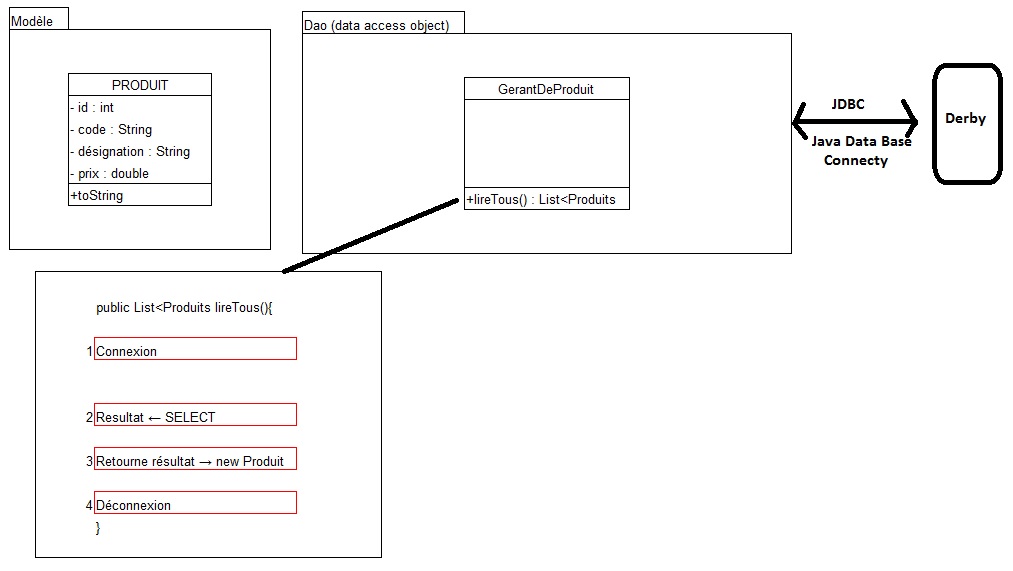 Modèle
PRODUIT
- id : int
- code : String
- désignation : String
- prix : double
+toString
Dao (data access object)
GerantDeProduit
+lireTous() : List<Produits
JDBC
Java Data Base
Connecty
Derby
public List<Produits lireTous(){
1 Connexion
2 Resultat ← SELECT
3 Retourne résultat → new Produit
4 Déconnexion
}